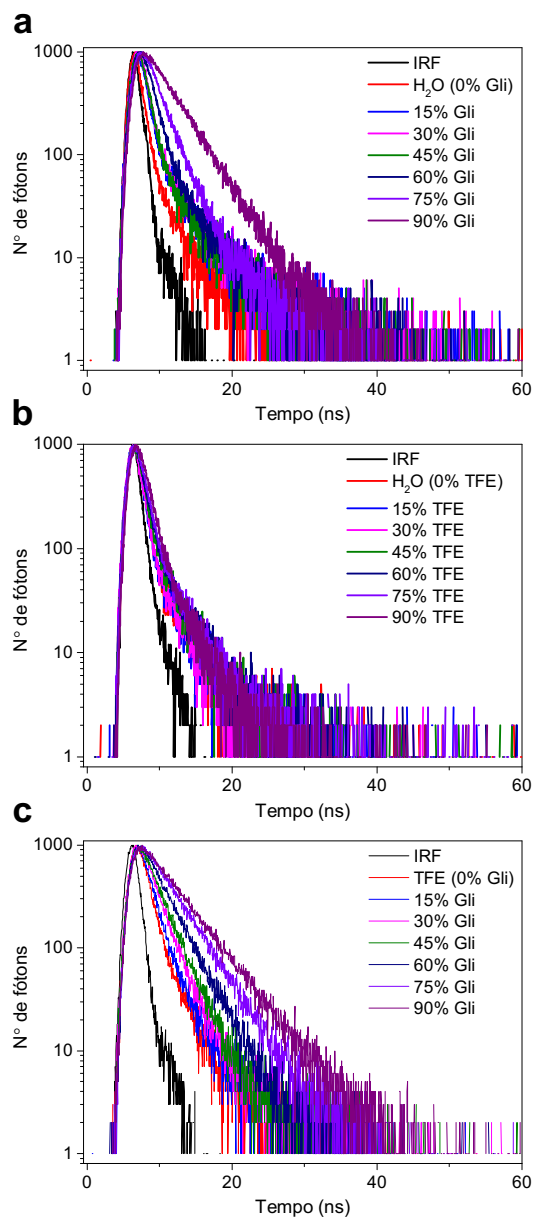 a
1000
100
10
1
N° de fótons
IRF
H₂O (0% Gli)
15% Gli
30% Gli
45% Gli
60% Gli
75% Gli
90% Gli
0 20 40 60
Tempo (ns)
b
1000
100
10
1
N° de fótons
IRF
H₂O (0% TFE)
15% TFE
30% TFE
45% TFE
60% TFE
75% TFE
90% TFE
0 20 40 60
Tempo (ns)
c
1000
100
10
1
N° de fótons
IRF
TFE (0% Gli)
15% Gli
30% Gli
45% Gli
60% Gli
75% Gli
90% Gli
0 20 40 60
Tempo (ns)